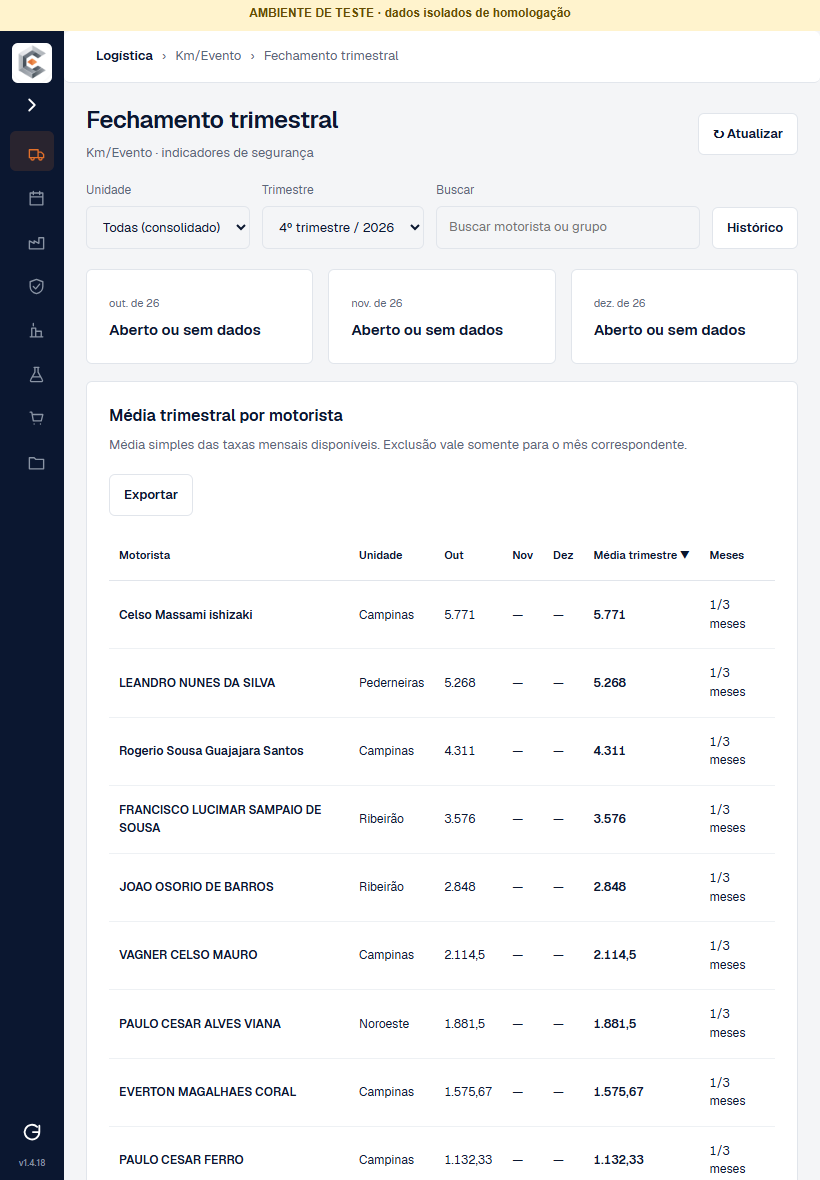 AMBIENTE DE TESTE · dados isolados de homologação
Logística › Km/Evento › Fechamento trimestral
Fechamento trimestral
Km/Evento · indicadores de segurança
↻ Atualizar
Unidade
Trimestre
Buscar
Todas (consolidado)
4º trimestre / 2026
Buscar motorista ou grupo
Histórico
out. de 26
Aberto ou sem dados
nov. de 26
Aberto ou sem dados
dez. de 26
Aberto ou sem dados
Média trimestral por motorista
Média simples das taxas mensais disponíveis. Exclusão vale somente para o mês correspondente.
Exportar
Motorista Unidade Out Nov Dez Média trimestre ▼ Meses
Celso Massami ishizaki Campinas 5.771 — — 5.771 1/3
meses
LEANDRO NUNES DA SILVA Pederneiras 5.268 — — 5.268 1/3
meses
Rogerio Sousa Guajajara Santos Campinas 4.311 — — 4.311 1/3
meses
FRANCISCO LUCIMAR SAMPAIO DE
SOUSA Ribeirão 3.576 — — 3.576 1/3
meses
JOAO OSORIO DE BARROS Ribeirão 2.848 — — 2.848 1/3
meses
VAGNER CELSO MAURO Campinas 2.114,5 — — 2.114,5 1/3
meses
PAULO CESAR ALVES VIANA Noroeste 1.881,5 — — 1.881,5 1/3
meses
EVERTON MAGALHAES CORAL Campinas 1.575,67 — — 1.575,67 1/3
meses
PAULO CESAR FERRO Campinas 1.132,33 — — 1.132,33 1/3
meses
v1.4.18